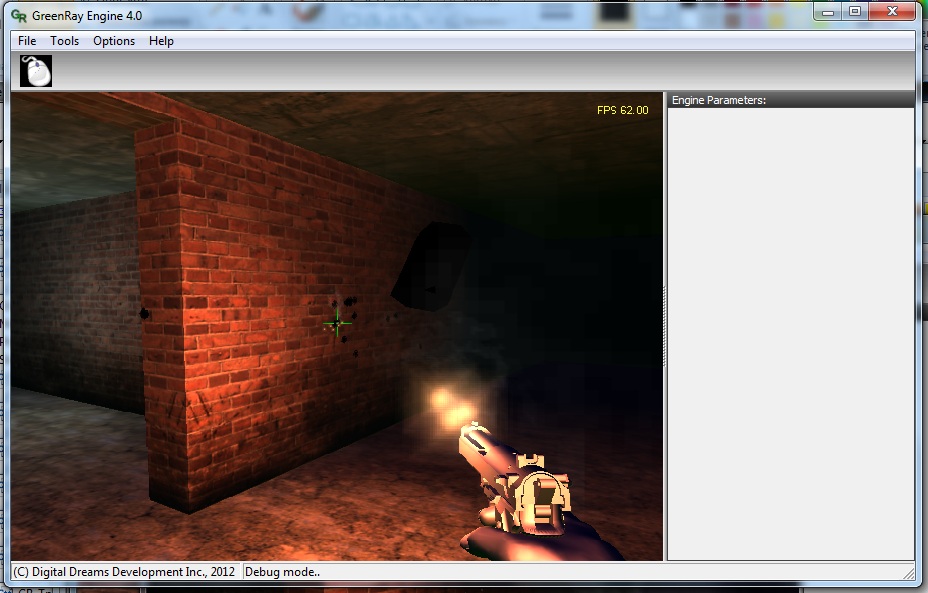 GR GreenRay Engine 4.0
File Tools Options Help
FPS 62.00
Engine Parameters:
(C) Digital Dreams Development Inc., 2012 Debug mode..